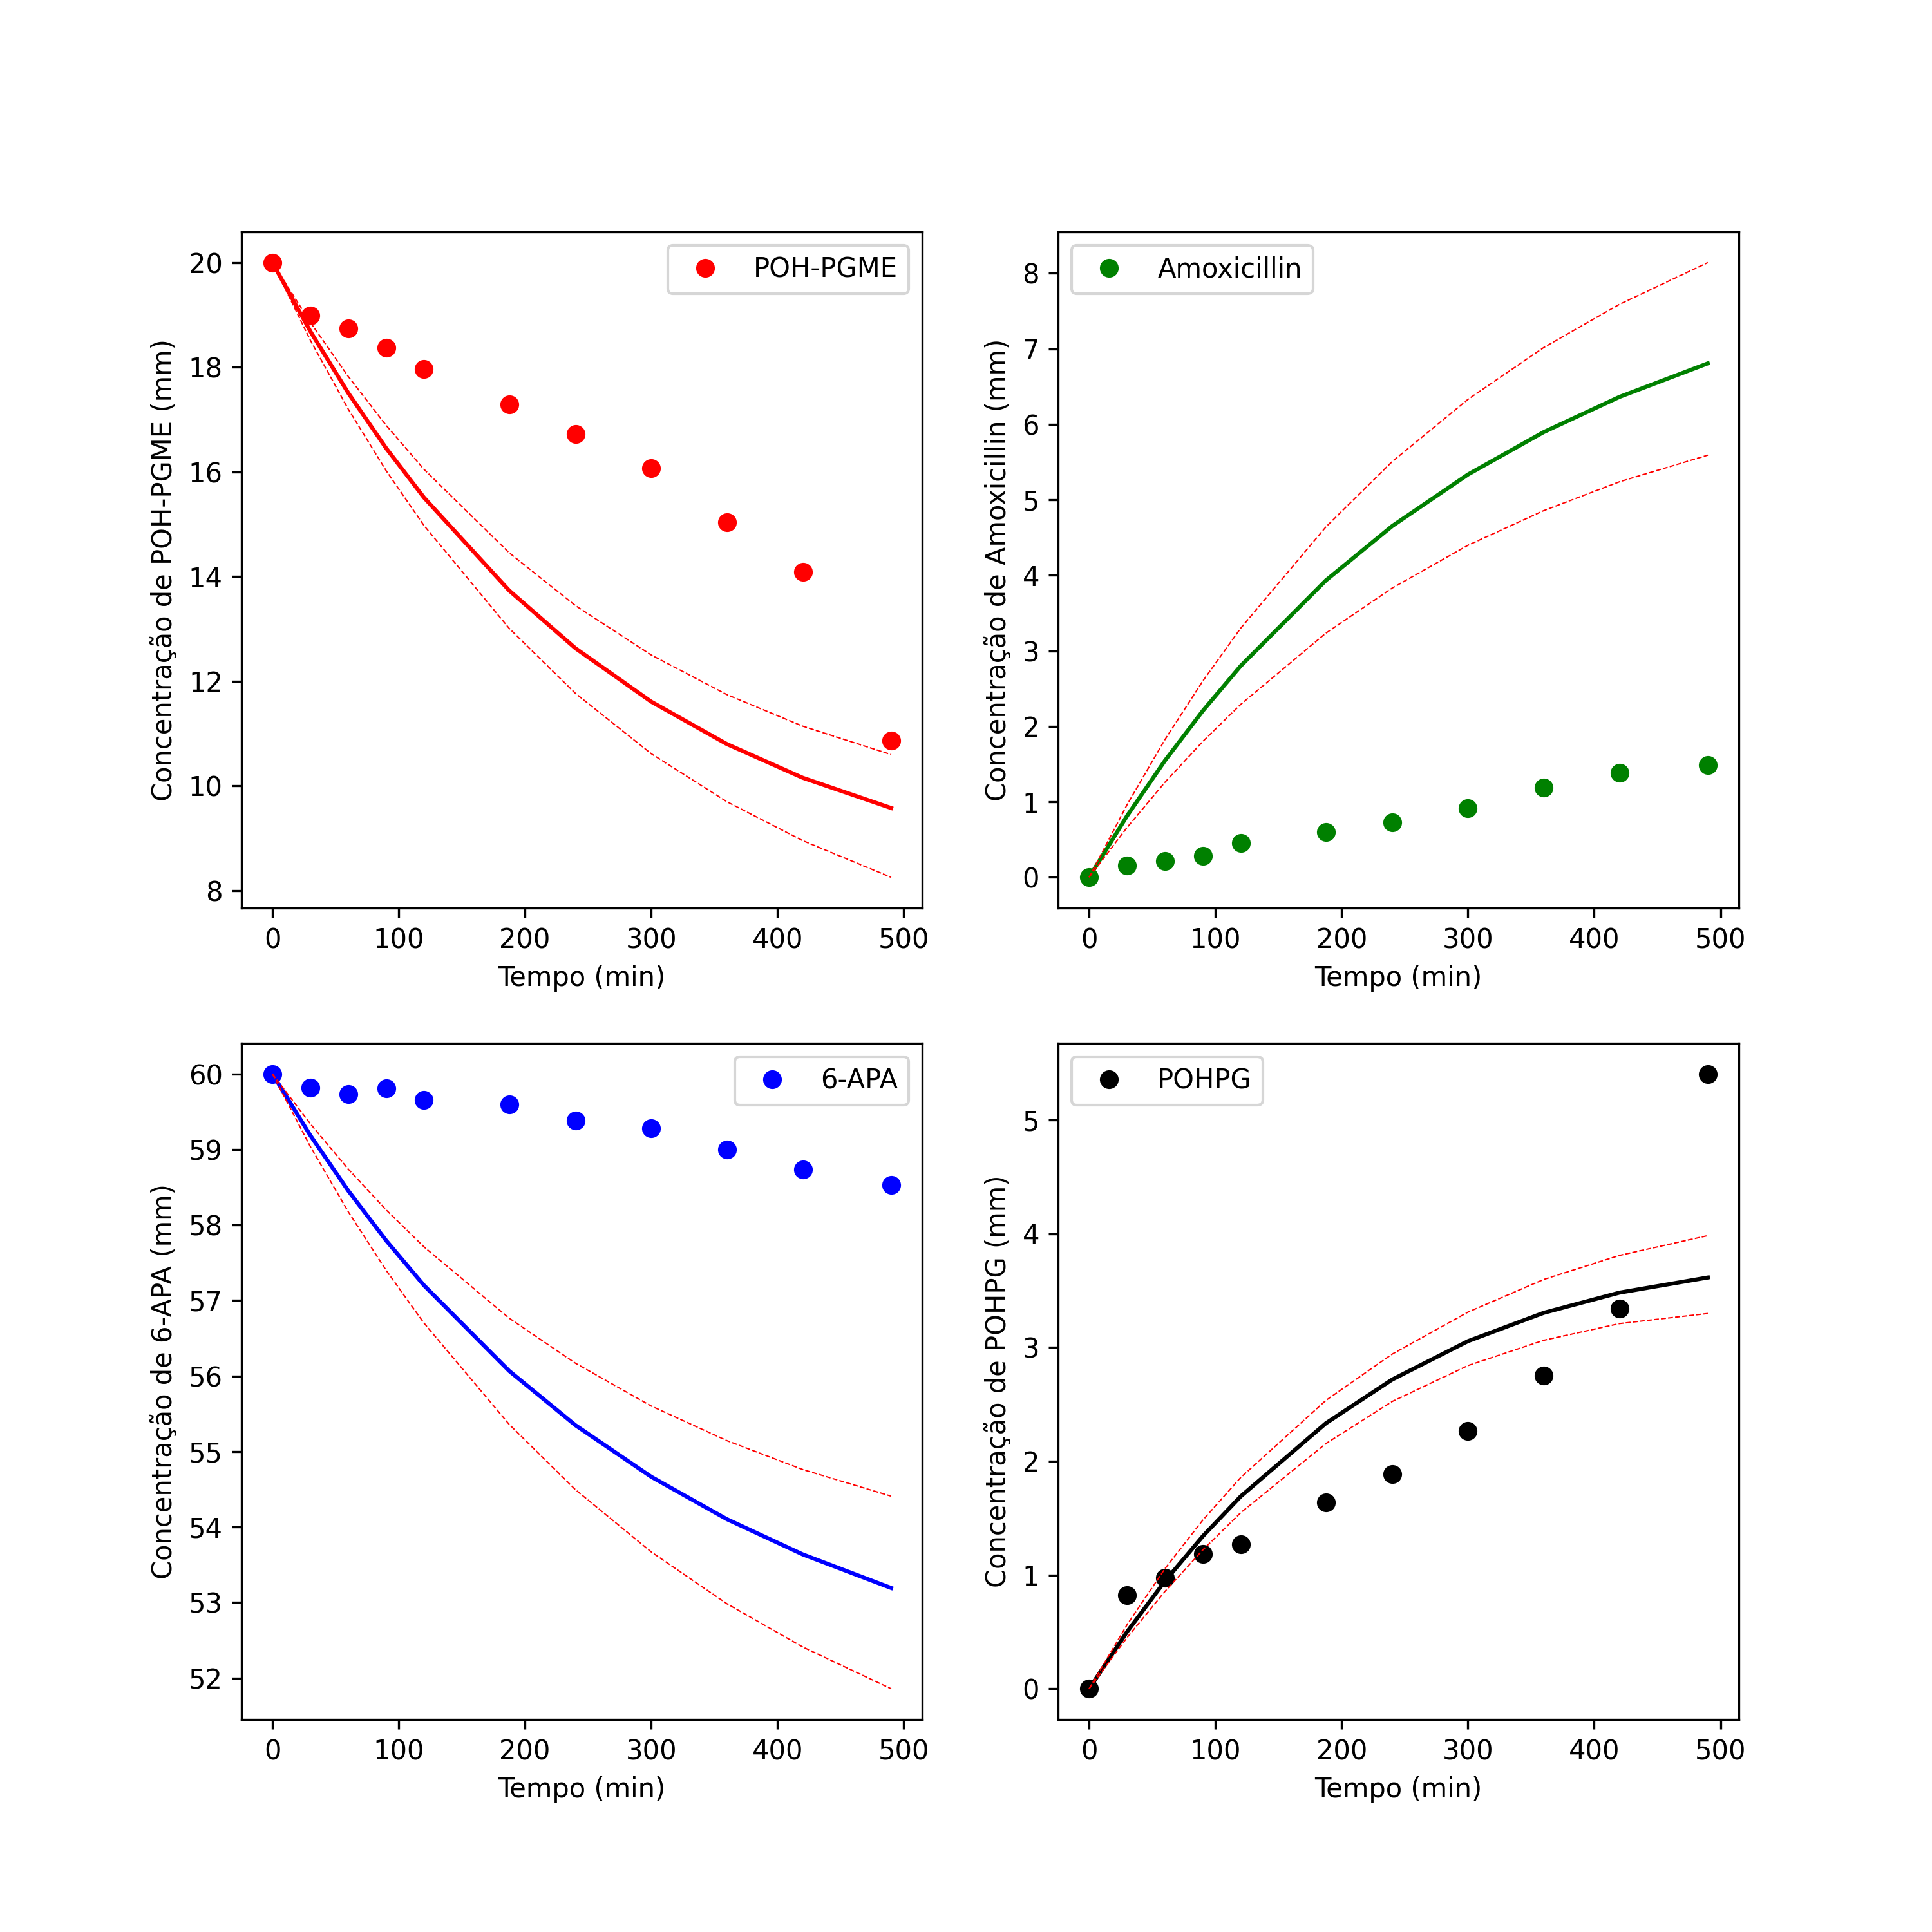 POH-PGME
Concentração de POH-PGME (mm)
20
18
16
14
12
10
8
0 100 200 300 400 500
Tempo (min)
Amoxicillin
Concentração de Amoxicillin (mm)
8
7
6
5
4
3
2
1
0
0 100 200 300 400 500
Tempo (min)
6-APA
Concentração de 6-APA (mm)
60
59
58
57
56
55
54
53
52
0 100 200 300 400 500
Tempo (min)
POHPG
Concentração de POHPG (mm)
5
4
3
2
1
0
0 100 200 300 400 500
Tempo (min)